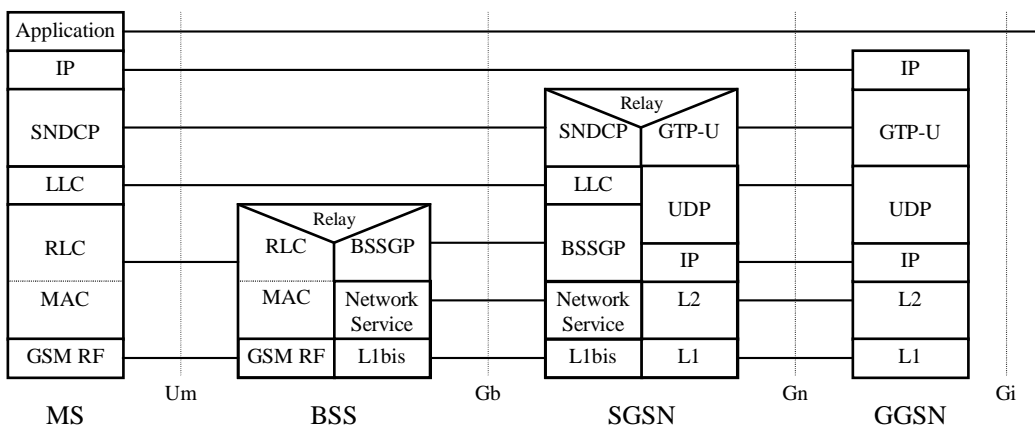 Application
IP
IP
Relay
SNDCP
SNDCP
GTP-U
GTP-U
LLC
LLC
Relay
UDP
UDP
RLC
RLC
BSSGP
BSSGP
IP
IP
MAC
MAC
Network
Service
Network
Service
L2
L2
GSM RF
GSM RF
L1bis
L1bis
L1
L1
Um
Gb
Gn
Gi
MS
BSS
SGSN
GGSN